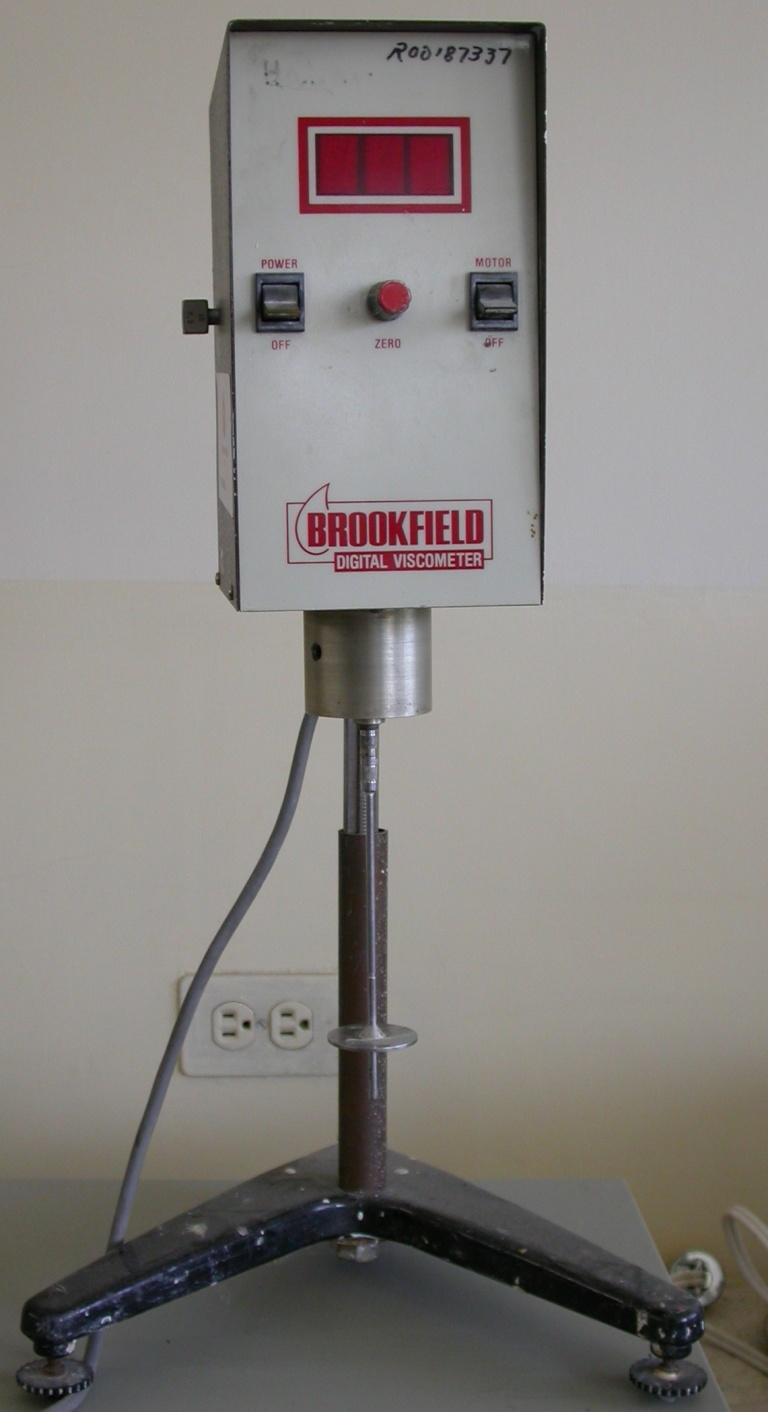 R00187337
POWER
MOTOR
OFF
ZERO
OFF
BROOKFIELD
DIGITAL VISCOMETER